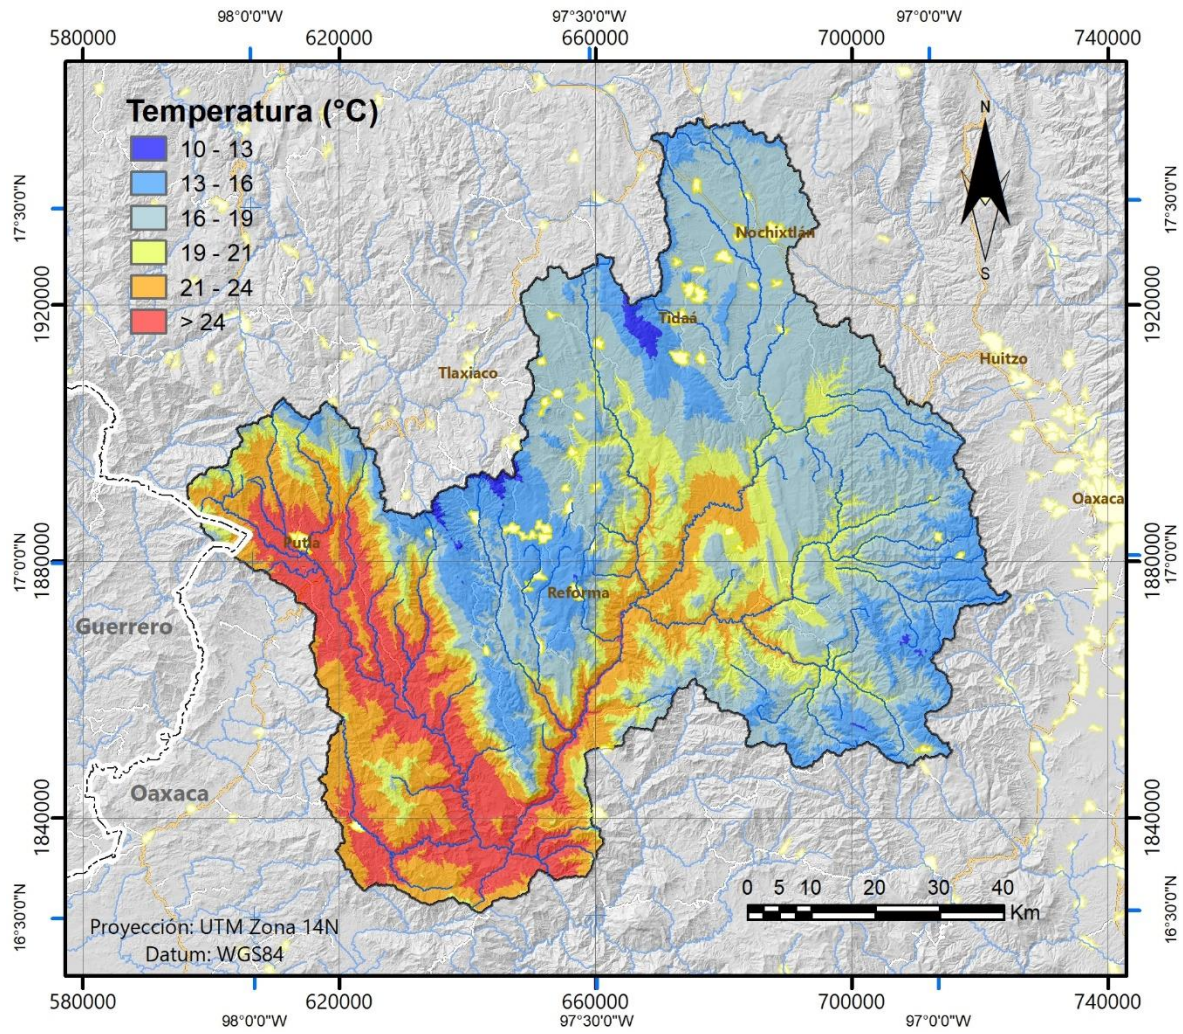 98°0'0"W 97°30'0"W 97°0'0"W
580000 620000 660000 700000 740000
Temperatura (°C)
10 - 13
13 - 16
16 - 19
19 - 21
21 - 24
> 24
N
S
17°30'0"N
17°30'0"N
1920000
1920000
Nochixtlán
Tidaá
Huitzo
Tlaxiaco
Oaxaca
Putla
17°0'0"N
17°0'0"N
1880000
1880000
Reforma
Guerrero
Oaxaca
1840000
1840000
0 5 10 20 30 40
Km
16°30'0"N
16°30'0"N
Proyección: UTM Zona 14N
Datum: WGS84
580000 620000 660000 700000 740000
98°0'0"W 97°30'0"W 97°0'0"W